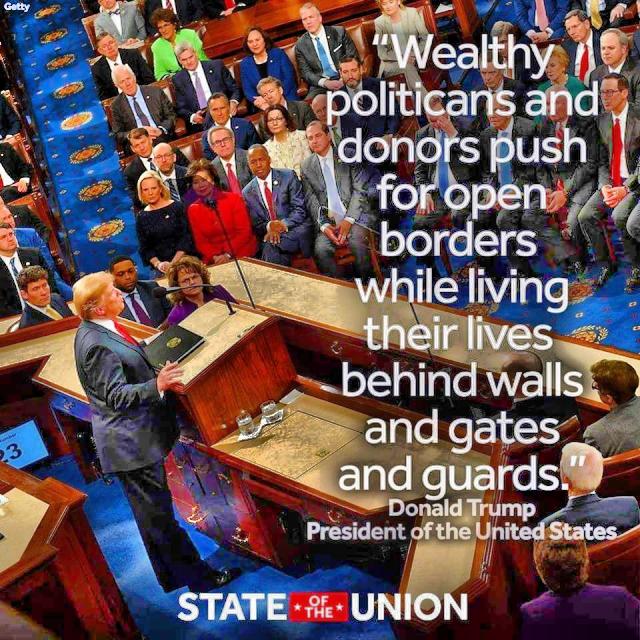 Getty
“Wealthy
politicans and
donors push
for open
borders
while living
their lives
behind walls
and gates
and guards.”
Donald Trump
President of the United States
23
STATE OF THE UNION